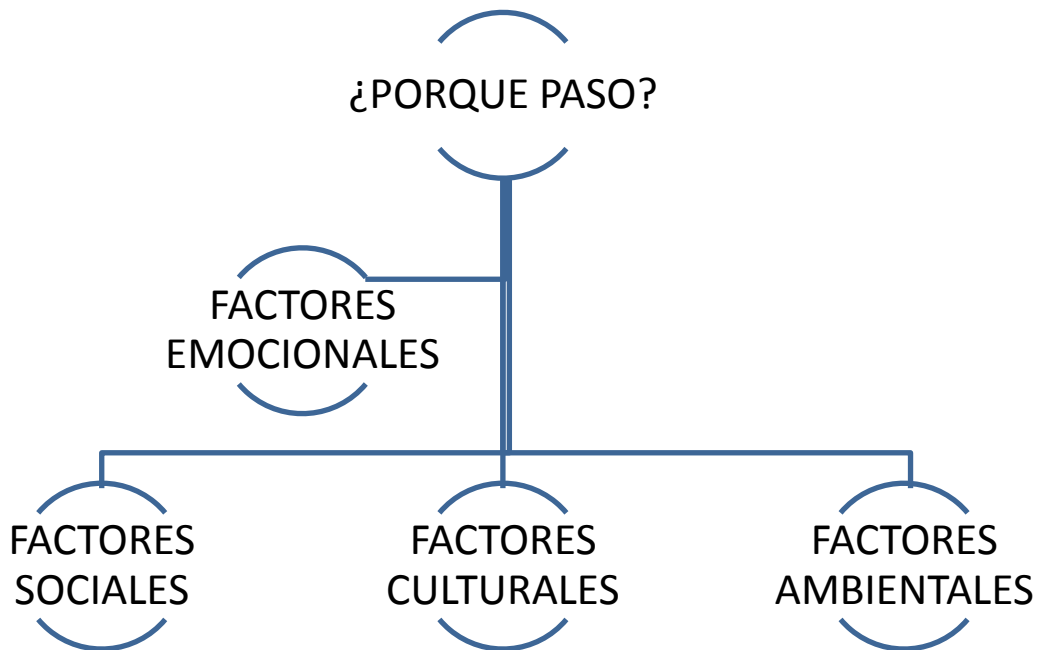 ¿PORQUE PASO?
FACTORES
EMOCIONALES
FACTORES
SOCIALES
FACTORES
CULTURALES
FACTORES
AMBIENTALES